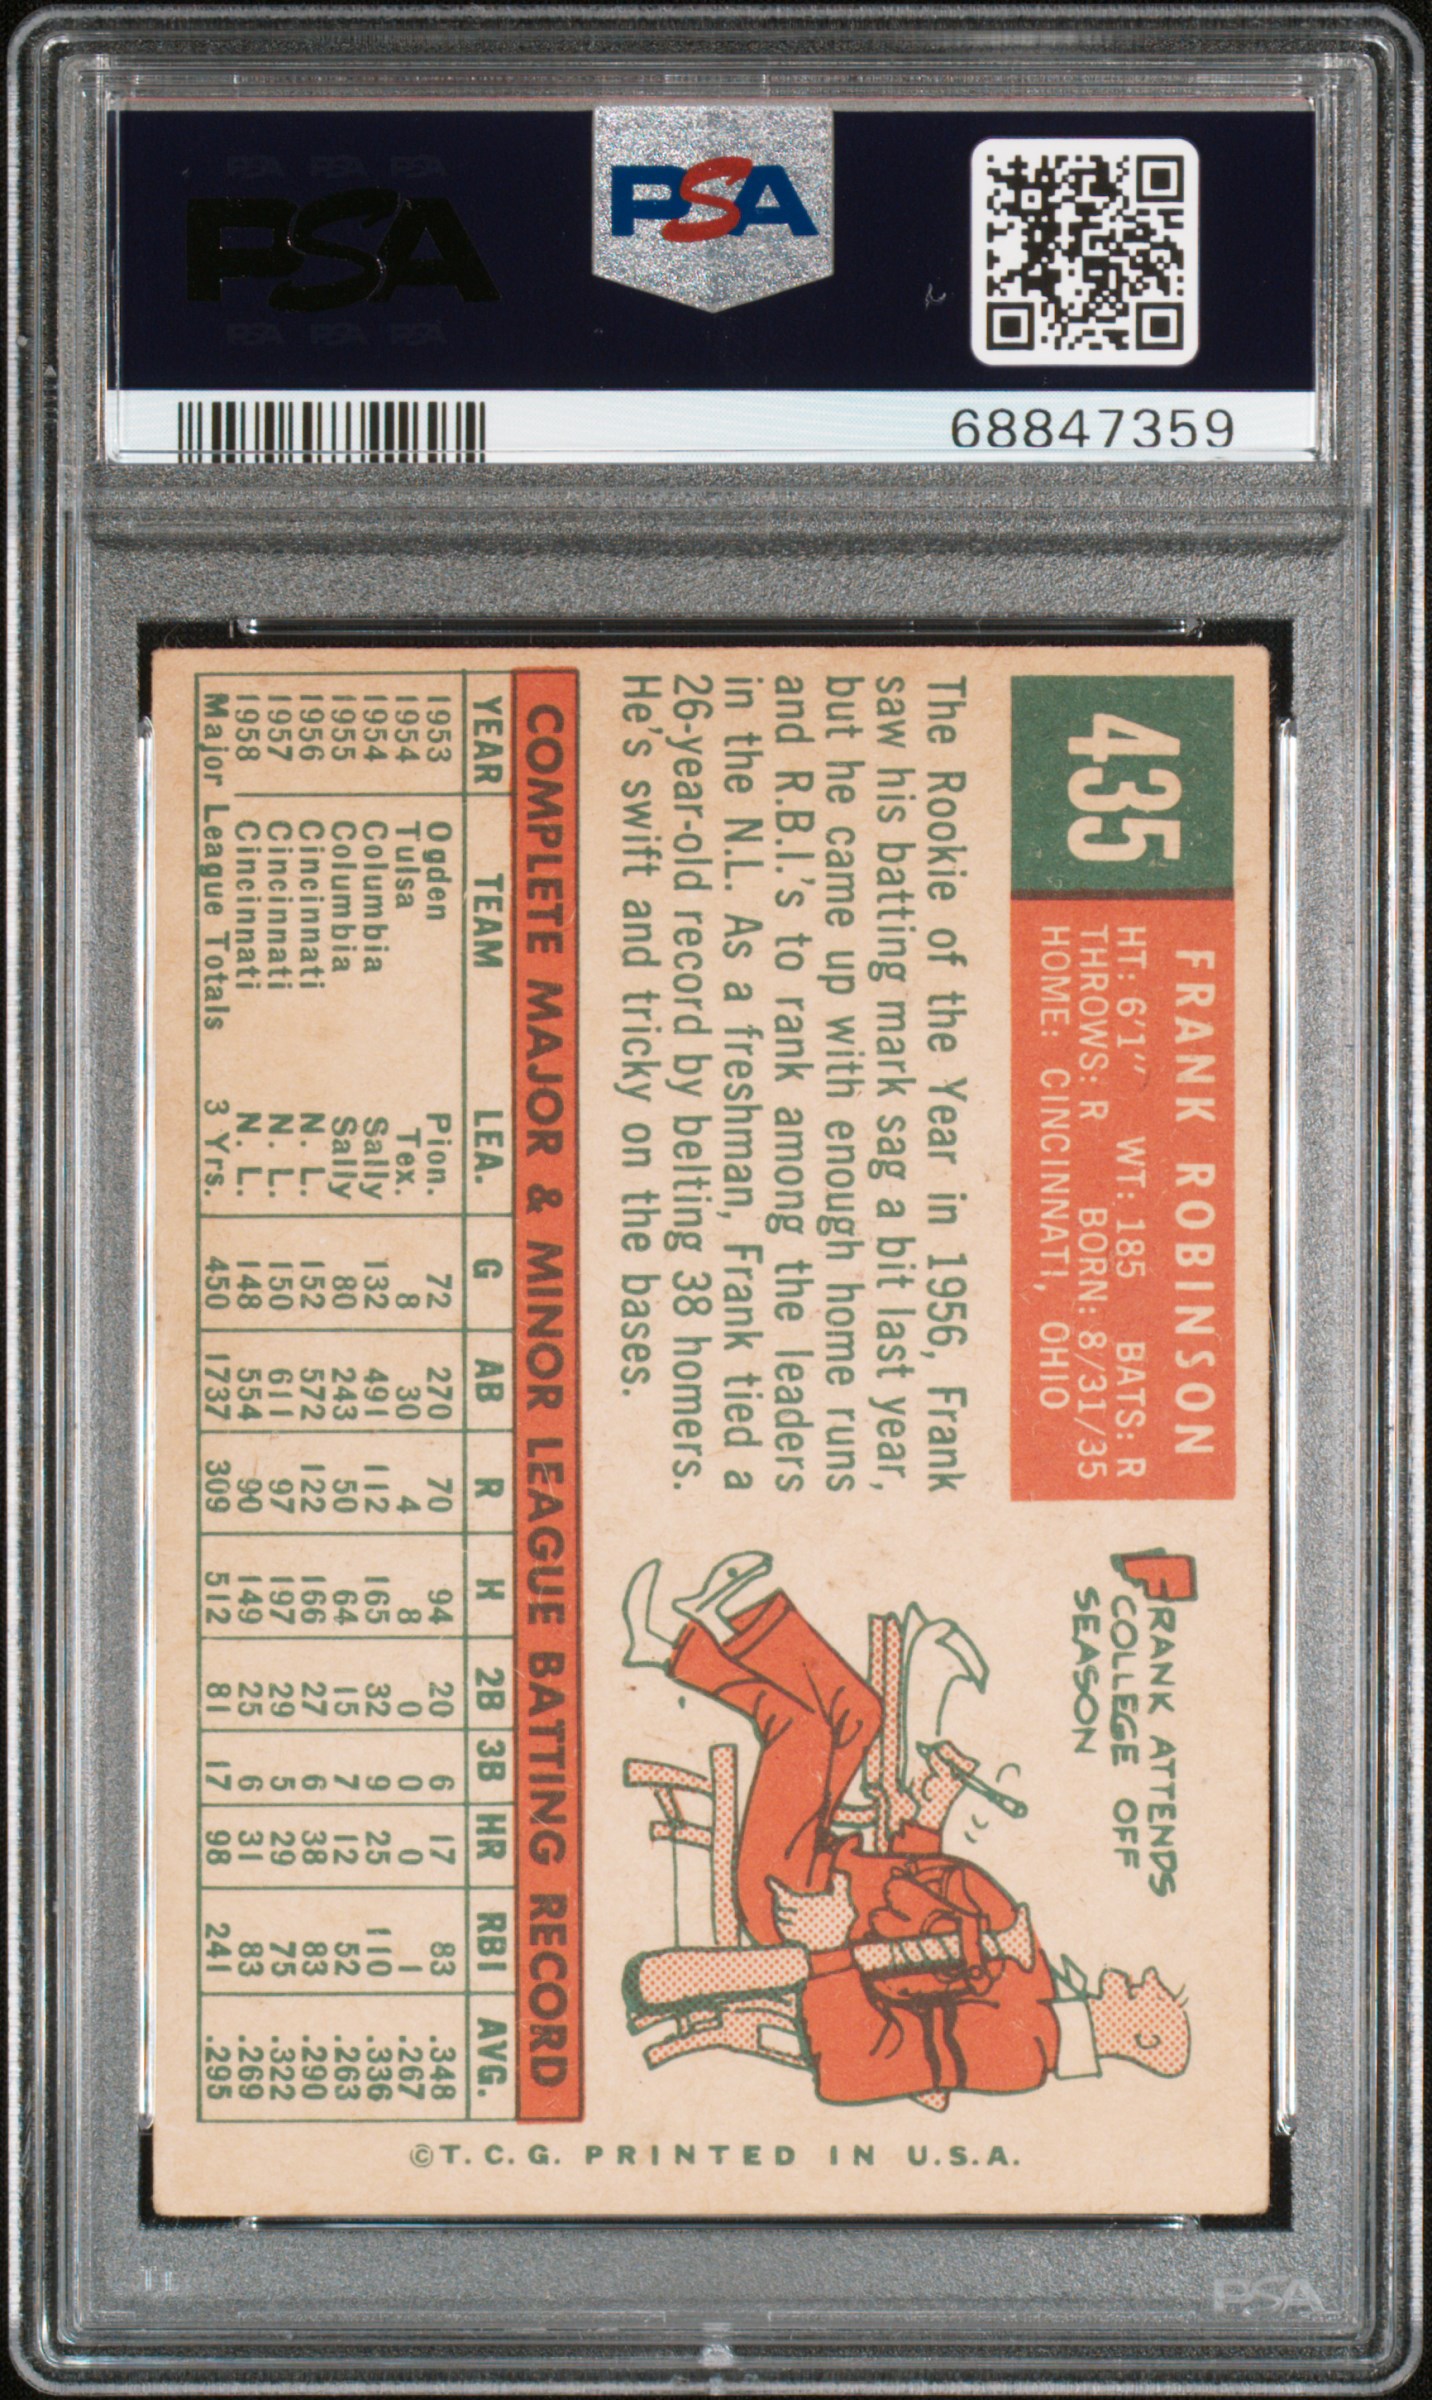 PSA PSA PSA
PSA
PSA PSA PSA
PSA
68847359
435
FRANK ROBINSON
HT: 6'1" WT: 185 BATS: R
THROWS: R BORN: 8/31/35
HOME: CINCINNATI, OHIO
FRANK ATTENDS
COLLEGE OFF
SEASON
The Rookie of the Year in 1956, Frank
saw his batting mark sag a bit last year,
but he came up with enough home runs
and R.B.I.'s to rank among the leaders
in the N.L. As a freshman, Frank tied a
26-year-old record by belting 38 homers.
He's swift and tricky on the bases.
COMPLETE MAJOR & MINOR LEAGUE BATTING RECORD
YEAR TEAM LEA. G AB R H 2B 3B HR RBI AVG.
1953 Ogden Pion. 72 270 70 94 20 6 17 83 .348
1954 Tulsa Tex. 8 30 4 8 0 0 0 1 .267
1954 Columbia Sally 132 491 112 165 32 9 25 110 .336
1955 Columbia Sally 80 243 50 64 15 7 12 52 .263
1956 Cincinnati N. L. 152 572 122 166 27 6 38 83 .290
1957 Cincinnati N. L. 150 611 97 197 29 5 29 75 .322
1958 Cincinnati N. L. 148 554 90 149 25 6 31 83 .269
Major League Totals 3 Yrs. 450 1737 309 512 81 17 98 241 .295
©T.C.G. PRINTED IN U.S.A.
PSA